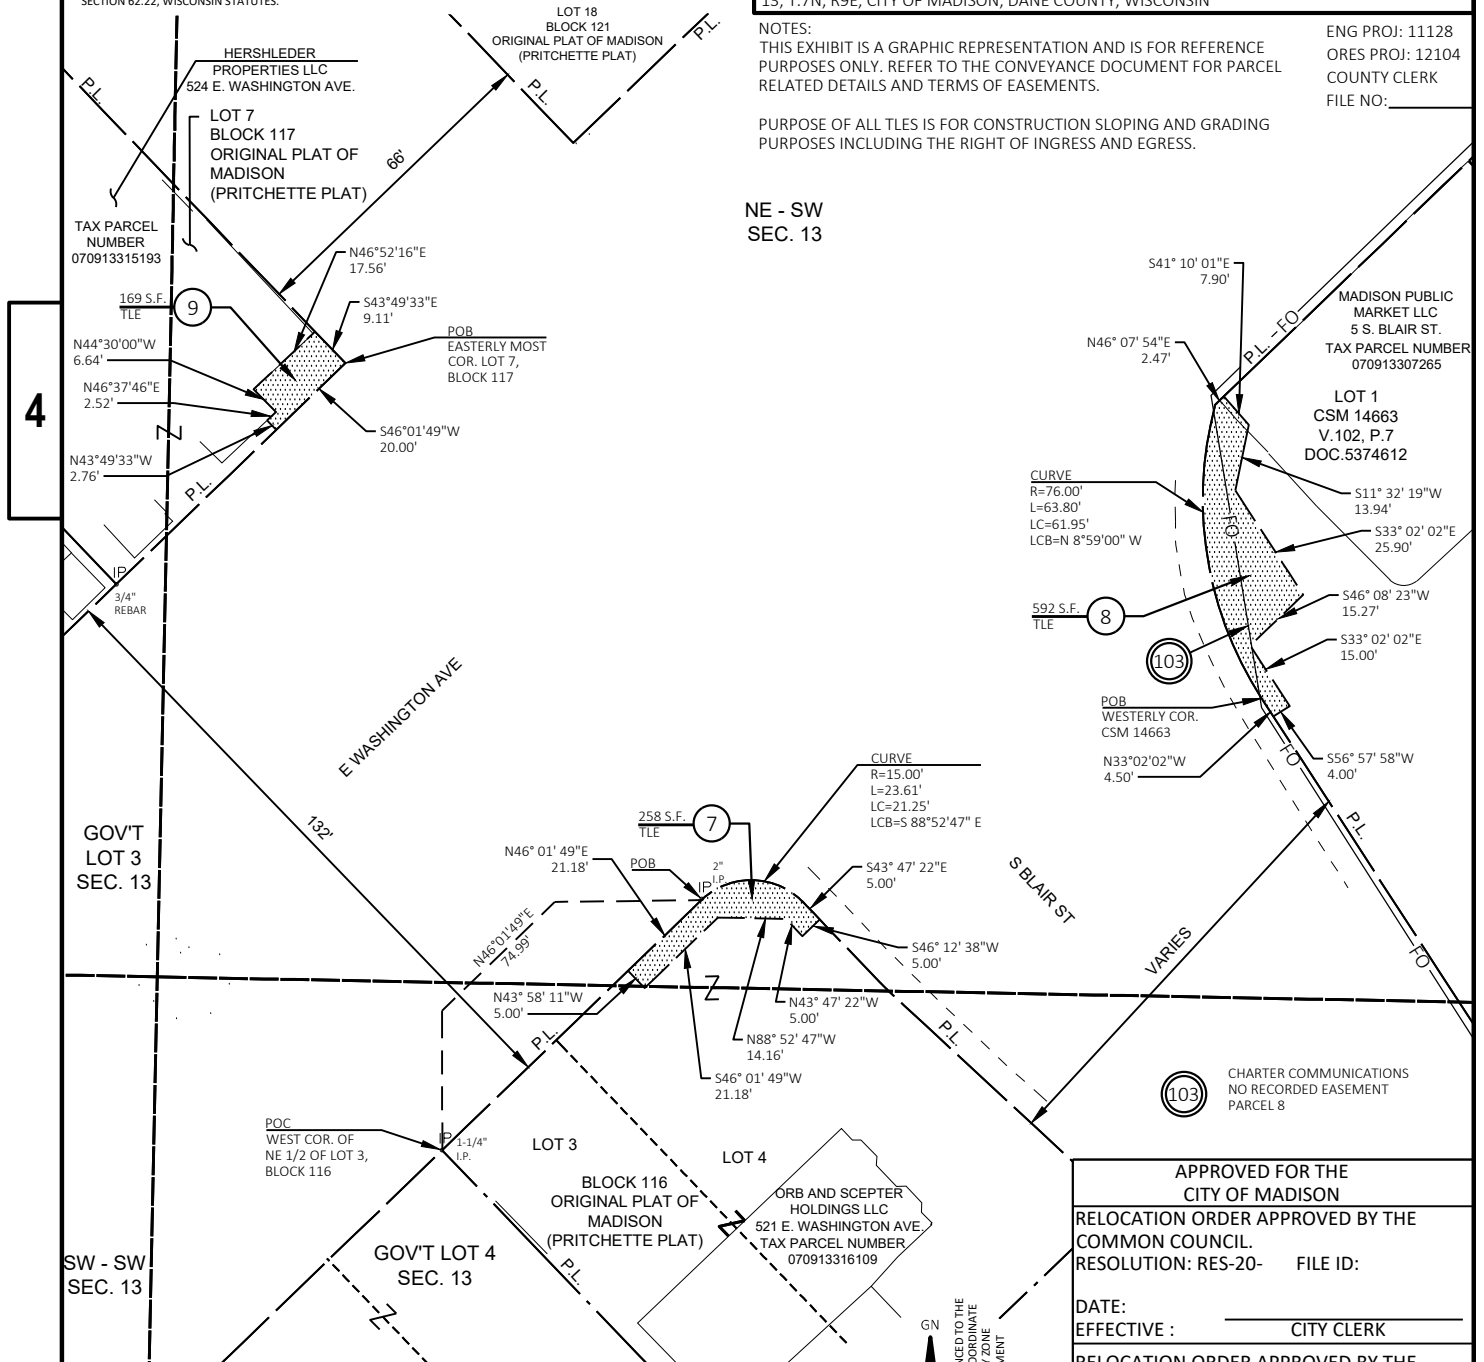 SECTION 62.22, WISCONSIN STATUTES.
13, T.7N, R9E, CITY OF MADISON, DANE COUNTY, WISCONSIN
NOTES:
THIS EXHIBIT IS A GRAPHIC REPRESENTATION AND IS FOR REFERENCE
PURPOSES ONLY. REFER TO THE CONVEYANCE DOCUMENT FOR PARCEL
RELATED DETAILS AND TERMS OF EASEMENTS.
PURPOSE OF ALL TLES IS FOR CONSTRUCTION SLOPING AND GRADING
PURPOSES INCLUDING THE RIGHT OF INGRESS AND EGRESS.
ENG PROJ: 11128
ORES PROJ: 12104
COUNTY CLERK
FILE NO:
LOT 18
BLOCK 121
ORIGINAL PLAT OF MADISON
(PRITCHETTE PLAT)
P.L.
P.L.
P.L.
HERSHLEDER
PROPERTIES LLC
524 E. WASHINGTON AVE.
LOT 7
BLOCK 117
ORIGINAL PLAT OF
MADISON
(PRITCHETTE PLAT)
66'
TAX PARCEL
NUMBER
070913315193
NE - SW
SEC. 13
N46°52'16"E
17.56'
169 S.F.
TLE
9
S43°49'33"E
9.11'
POB
EASTERLY MOST
COR. LOT 7,
BLOCK 117
N44°30'00"W
6.64'
N46°37'46"E
2.52'
4
Z
S46°01'49"W
20.00'
N43°49'33"W
2.76'
P.L.
IP
3/4"
REBAR
S41° 10' 01"E
7.90'
MADISON PUBLIC
MARKET LLC
5 S. BLAIR ST.
TAX PARCEL NUMBER
070913307265
P.L. - FO
N46° 07' 54"E
2.47'
LOT 1
CSM 14663
V.102, P.7
DOC.5374612
CURVE
R=76.00'
L=63.80'
LC=61.95'
LCB=N 8°59'00" W
S11° 32' 19"W
13.94'
FO
S33° 02' 02"E
25.90'
592 S.F.
TLE
8
S46° 08' 23"W
15.27'
103
S33° 02' 02"E
15.00'
POB
WESTERLY COR.
CSM 14663
N33°02'02"W
4.50'
FO
S56° 57' 58"W
4.00'
P.L.
E WASHINGTON AVE
132'
GOV'T
LOT 3
SEC. 13
CURVE
R=15.00'
L=23.61'
LC=21.25'
LCB=S 88°52'47" E
258 S.F.
TLE
7
N46° 01' 49"E
21.18'
POB
IP
2"
I.P.
S43° 47' 22"E
5.00'
S BLAIR ST
VARIES
FO
N46°01'49"E
74.99'
S46° 12' 38"W
5.00'
N43° 58' 11"W
5.00'
Z
N43° 47' 22"W
5.00'
P.L.
P.L.
N88° 52' 47"W
14.16'
S46° 01' 49"W
21.18'
103
CHARTER COMMUNICATIONS
NO RECORDED EASEMENT
PARCEL 8
POC
WEST COR. OF
NE 1/2 OF LOT 3,
BLOCK 116
IP
1-1/4"
I.P.
LOT 3
LOT 4
BLOCK 116
ORIGINAL PLAT OF
MADISON
(PRITCHETTE PLAT)
Z
ORB AND SCEPTER
HOLDINGS LLC
521 E. WASHINGTON AVE.
TAX PARCEL NUMBER
070913316109
GOV'T LOT 4
SEC. 13
P.L.
SW - SW
SEC. 13
Z
GN
NCED TO THE
OORDINATE
Y ZONE
MENT
APPROVED FOR THE
CITY OF MADISON
RELOCATION ORDER APPROVED BY THE
COMMON COUNCIL.
RESOLUTION: RES-20- FILE ID:
DATE:
EFFECTIVE :
CITY CLERK
RELOCATION ORDER APPROVED BY THE